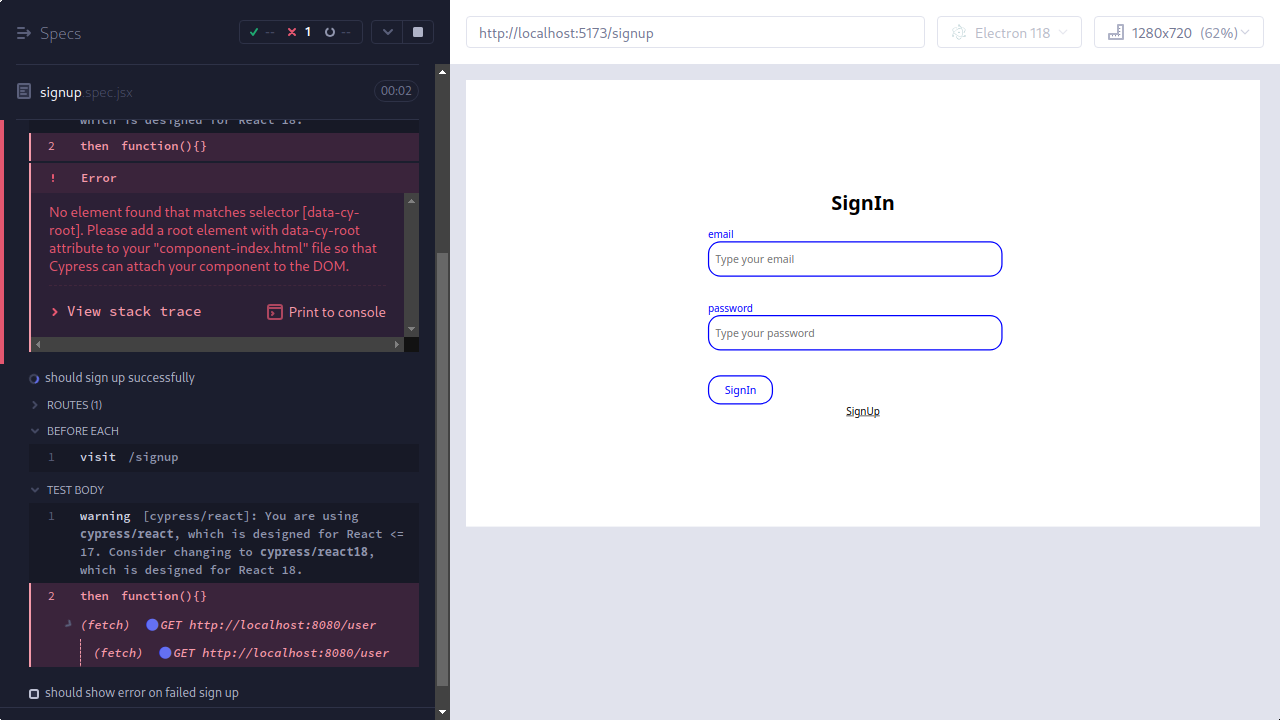 Specs
--
1
--
http://localhost:5173/signup
Electron 118
1280x720 (62%)
signup.spec.jsx
00:02
which is designed for React 18.
2 then function(){}
! Error
No element found that matches selector [data-cy-
root]. Please add a root element with data-cy-root
attribute to your "component-index.html" file so that
Cypress can attach your component to the DOM.
View stack trace
Print to console
should sign up successfully
ROUTES (1)
BEFORE EACH
1 visit /signup
TEST BODY
1 warning [cypress/react]: You are using
cypress/react, which is designed for React <=
17. Consider changing to cypress/react18,
which is designed for React 18.
2 then function(){}
(fetch) GET http://localhost:8080/user
(fetch) GET http://localhost:8080/user
should show error on failed sign up
SignIn
email
Type your email
password
Type your password
SignIn
SignUp